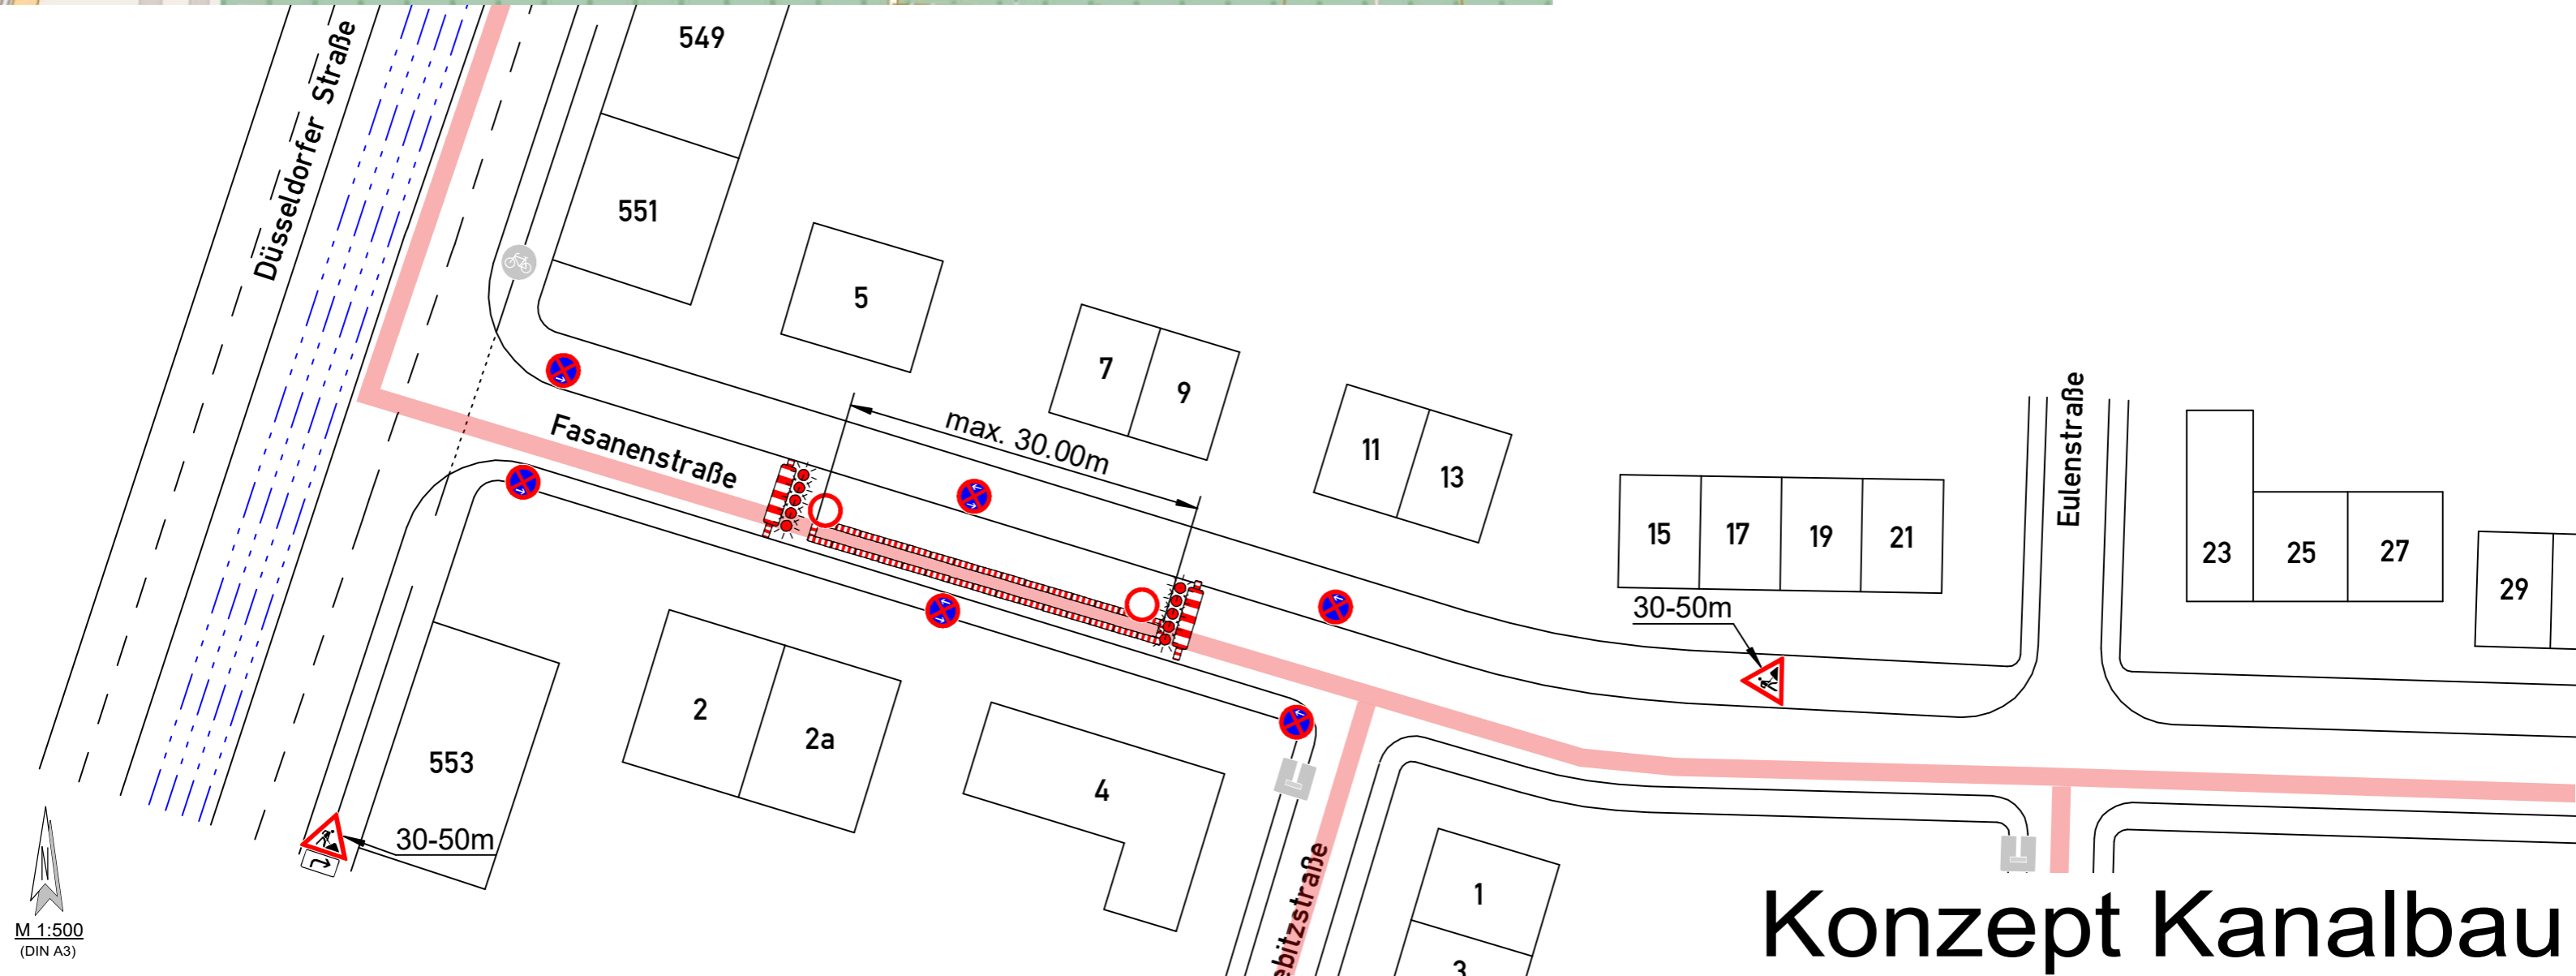 549
Düsseldorfer Straße
551
5
7
9
max. 30.00m
Fasanenstraße
11
13
15
17
19
21
30-50m
Eulenstraße
23
25
27
29
2
2a
4
553
30-50m
1
3
ebitzstraße
N
M 1:500
(DIN A3)
Konzept Kanalbau